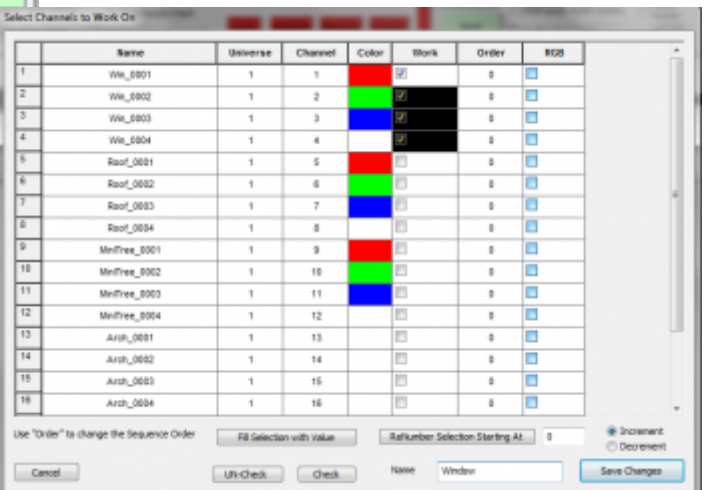 Select Channels to Work On
Name Universe Channel Color Work Order RGB
1 Win_0001 1 1 0
2 Win_0002 1 2 0
3 Win_0003 1 3 0
4 Win_0004 1 4 0
5 Roof_0001 1 5 0
6 Roof_0002 1 6 0
7 Roof_0003 1 7 0
8 Roof_0004 1 8 0
9 MiniTree_0001 1 9 0
10 MiniTree_0002 1 10 0
11 MiniTree_0003 1 11 0
12 MiniTree_0004 1 12 0
13 Arch_0001 1 13 0
14 Arch_0002 1 14 0
15 Arch_0003 1 15 0
16 Arch_0004 1 16 0
Use "Order" to change the Sequence Order Fill Selection with Value ReNumber Selection Starting At: 0 Increment
Decrement
Cancel UN-Check Check Name Window Save Changes